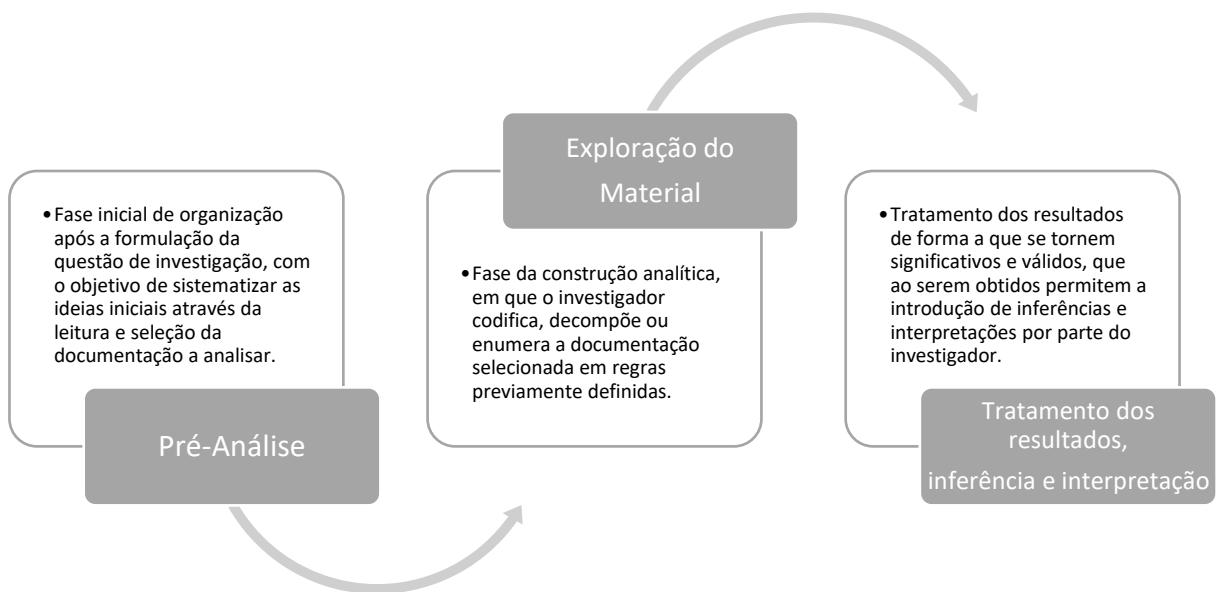 •Fase inicial de organização
após a formulação da
questão de investigação, com
o objetivo de sistematizar as
ideias iniciais através da
leitura e seleção da
documentação a analisar.
Pré-Análise
Exploração do
Material
•Fase da construção analítica,
em que o investigador
codifica, decompõe ou
enumera a documentação
selecionada em regras
previamente definidas.
•Tratamento dos resultados
de forma a que se tornem
significativos e válidos, que
ao serem obtidos permitem a
introdução de inferências e
interpretações por parte do
investigador.
Tratamento dos
resultados,
inferência e interpretação